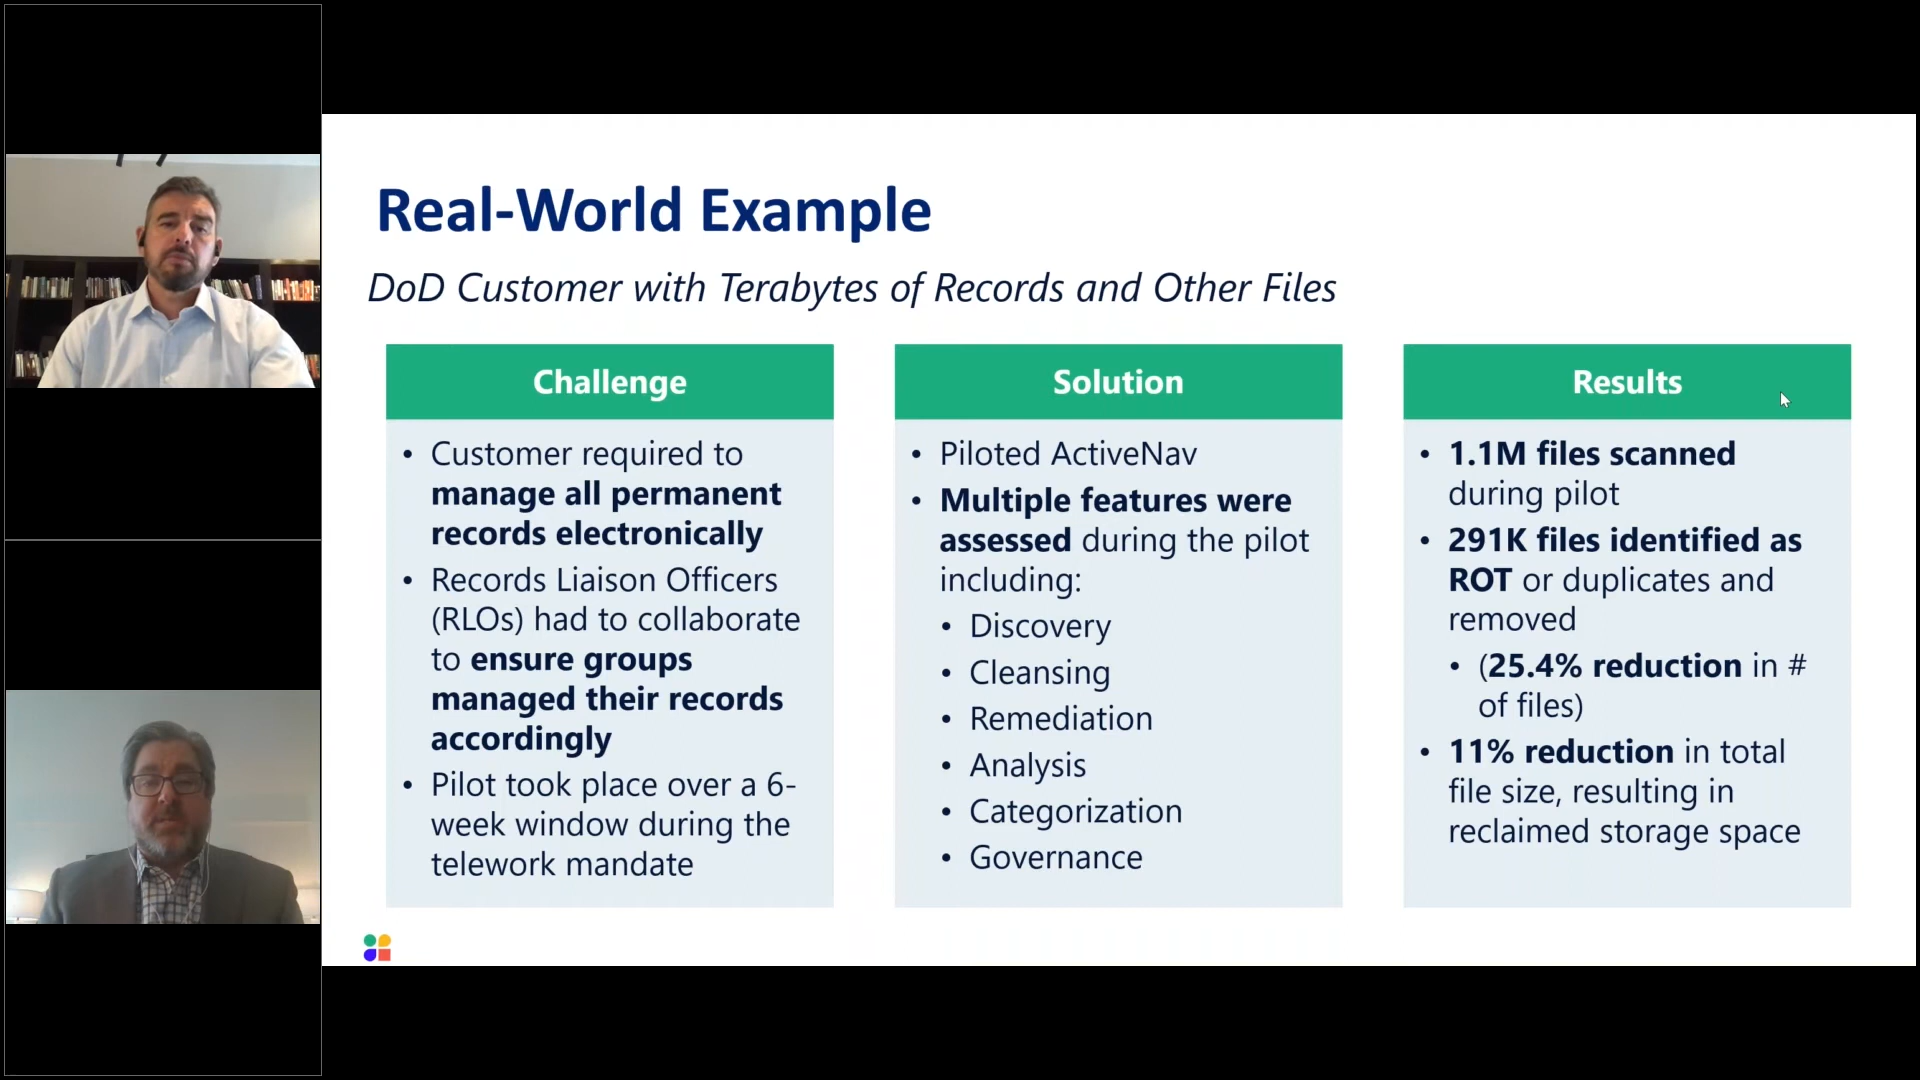 Real-World Example
DoD Customer with Terabytes of Records and Other Files
Challenge
• Customer required to
manage all permanent
records electronically
• Records Liaison Officers
(RLOs) had to collaborate
to ensure groups
managed their records
accordingly
• Pilot took place over a 6-
week window during the
telework mandate
Solution
• Piloted ActiveNav
• Multiple features were
assessed during the pilot
including:
• Discovery
• Cleansing
• Remediation
• Analysis
• Categorization
• Governance
Results
• 1.1M files scanned
during pilot
• 291K files identified as
ROT or duplicates and
removed
• (25.4% reduction in #
of files)
• 11% reduction in total
file size, resulting in
reclaimed storage space